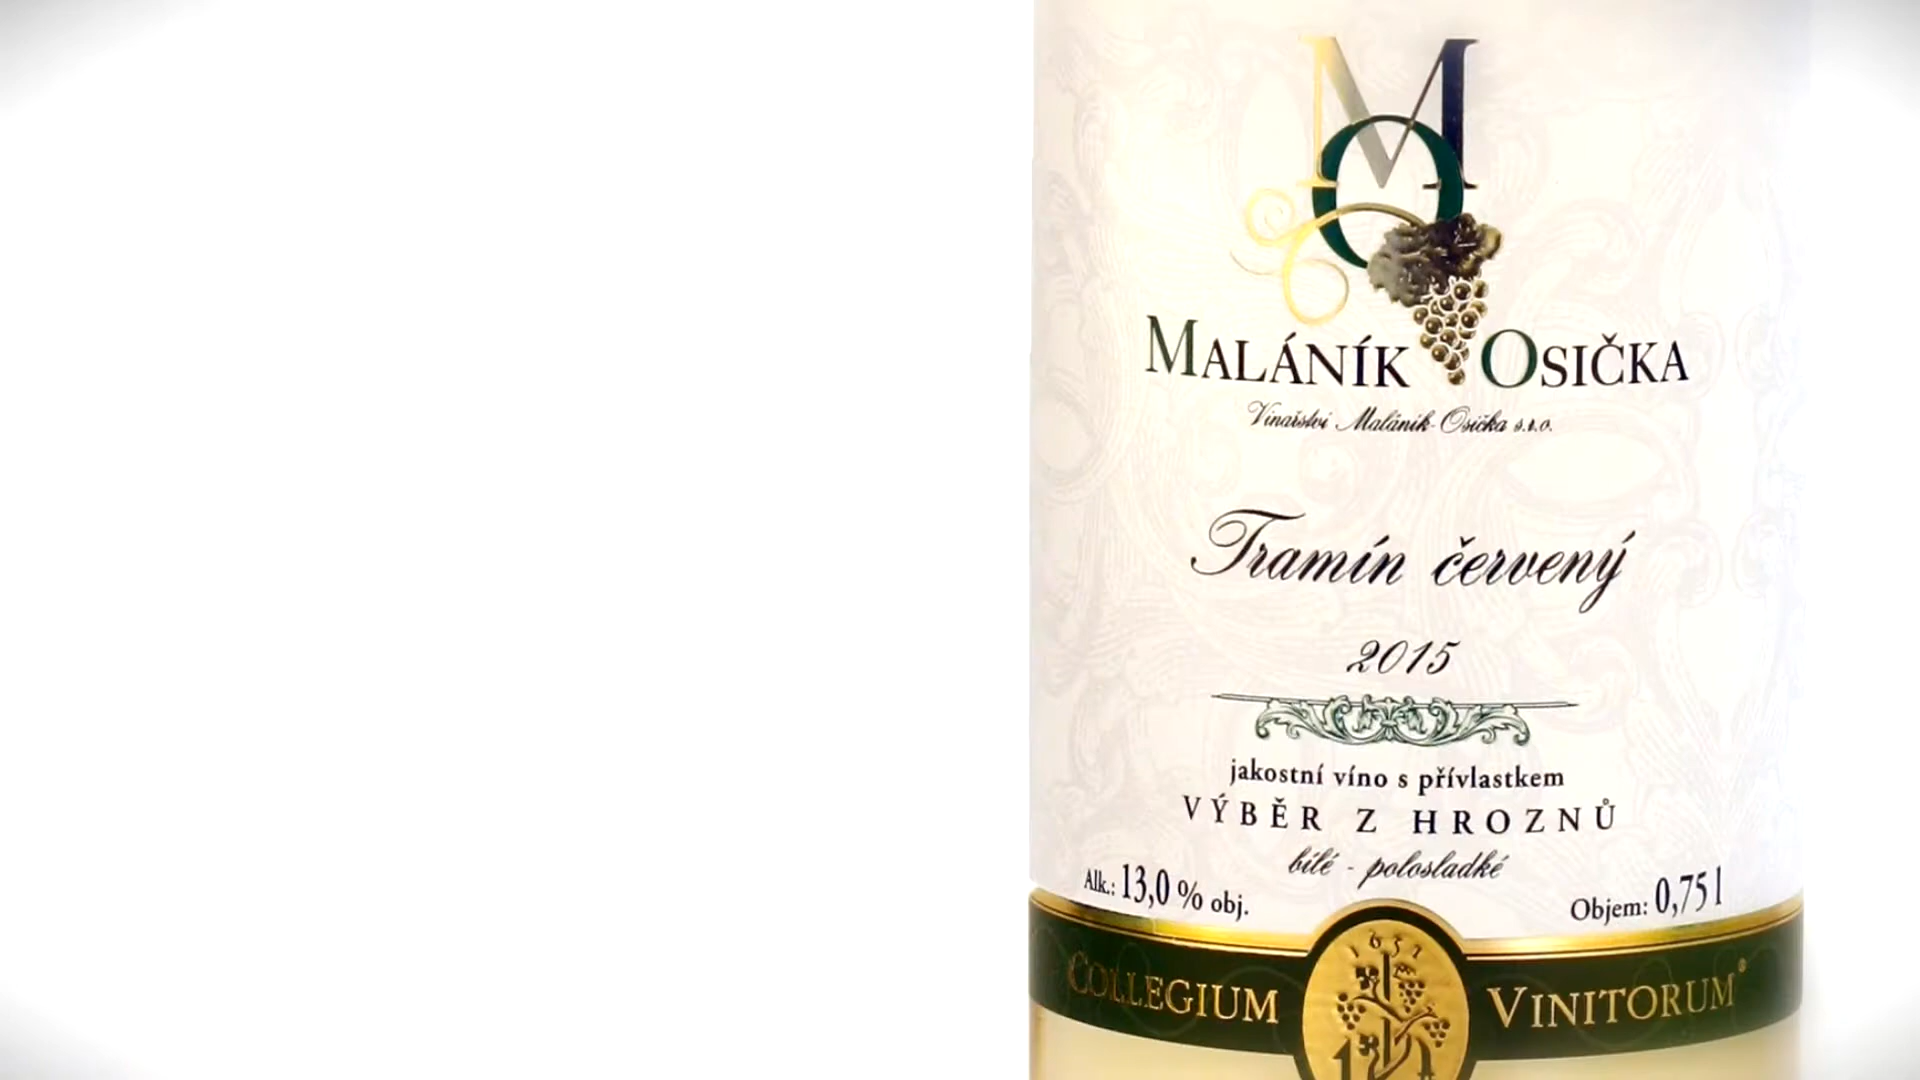 MO
MALÁNÍK OSIČKA
Vinařství Maláník-Osička s.r.o.
Tramín červený
2015
jakostní víno s přívlastkem
VÝBĚR Z HROZNŮ
bílé - polosladké
Alk.: 13,0 % obj.
Objem: 0,75 l
COLLEGIUM VINITORUM®